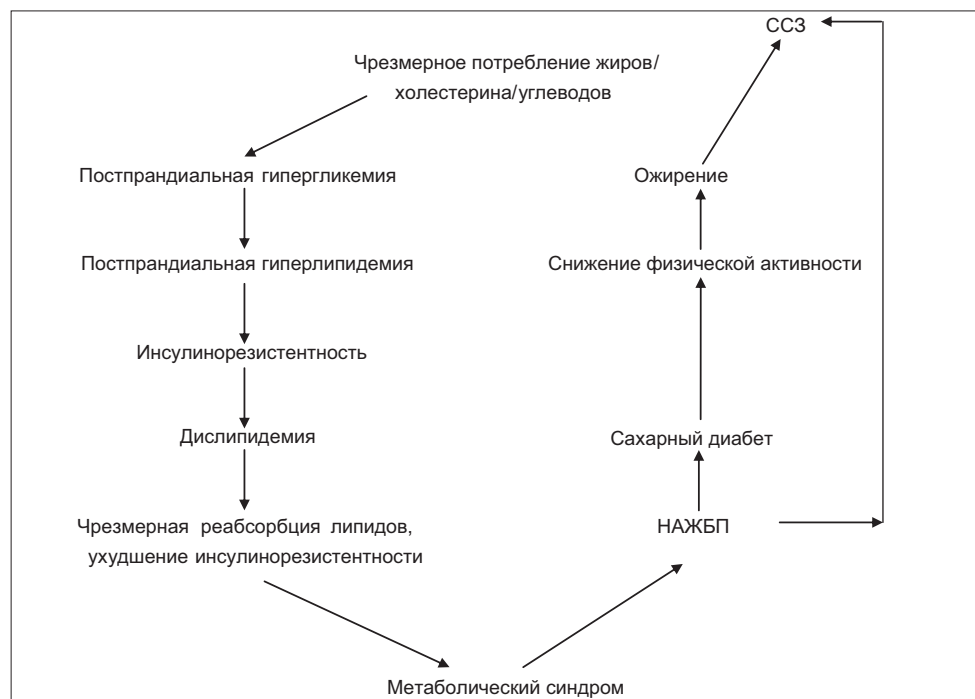 ССЗ
Чрезмерное потребление жиров/
холестерина/углеводов
Постпрандиальная гипергликемия
Ожирение
Постпрандиальная гиперлипидемия
Снижение физической активности
Инсулинорезистентность
Дислипидемия
Сахарный диабет
Чрезмерная реабсорбция липидов,
ухудшение инсулинорезистентности
НАЖБП
Метаболический синдром